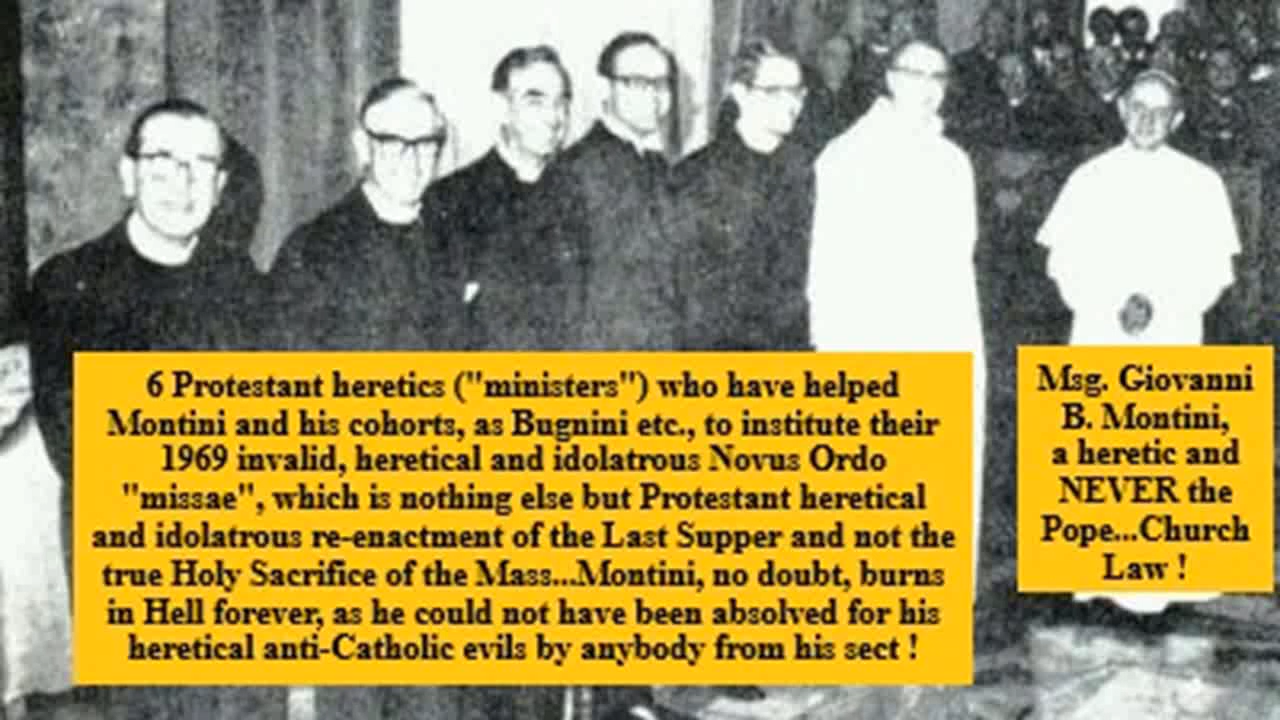 6 Protestant heretics ("ministers") who have helped
Montini and his cohorts, as Bugnini etc., to institute their
1969 invalid, heretical and idolatrous Novus Ordo
"missae", which is nothing else but Protestant heretical
and idolatrous re-enactment of the Last Supper and not the
true Holy Sacrifice of the Mass...Montini, no doubt, burns
in Hell forever, as he could not have been absolved for his
heretical anti-Catholic evils by anybody from his sect !
Msg. Giovanni
B. Montini,
a heretic and
NEVER the
Pope...Church
Law !